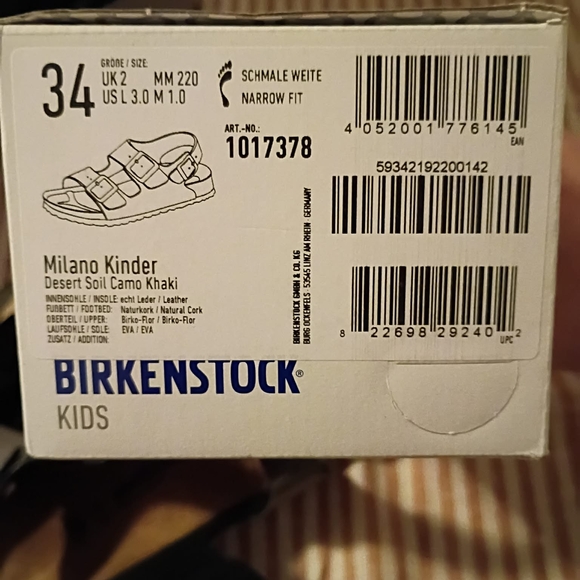 34
GRÖßE / SIZE:
UK 2 MM 220
US L 3.0 M 1.0
SCHMALE WEITE
NARROW FIT
ART.-NO.:
1017378
4 052001 776145
EAN
59342192200142
8 22698 29240 2
UPC
BIRKENSTOCK GMBH & CO. KG
BURG OCKENFELS · 53545 LINZ AM RHEIN · GERMANY
Milano Kinder
Desert Soil Camo Khaki
INNENSOHLE / INSOLE: echt Leder / Leather
FUßBETT / FOOTBED: Naturkork / Natural Cork
OBERTEIL / UPPER: Birko-Flor / Birko-Flor
LAUFSOHLE / SOLE: EVA / EVA
ZUSATZ / ADDITION:
BIRKENSTOCK®
KIDS